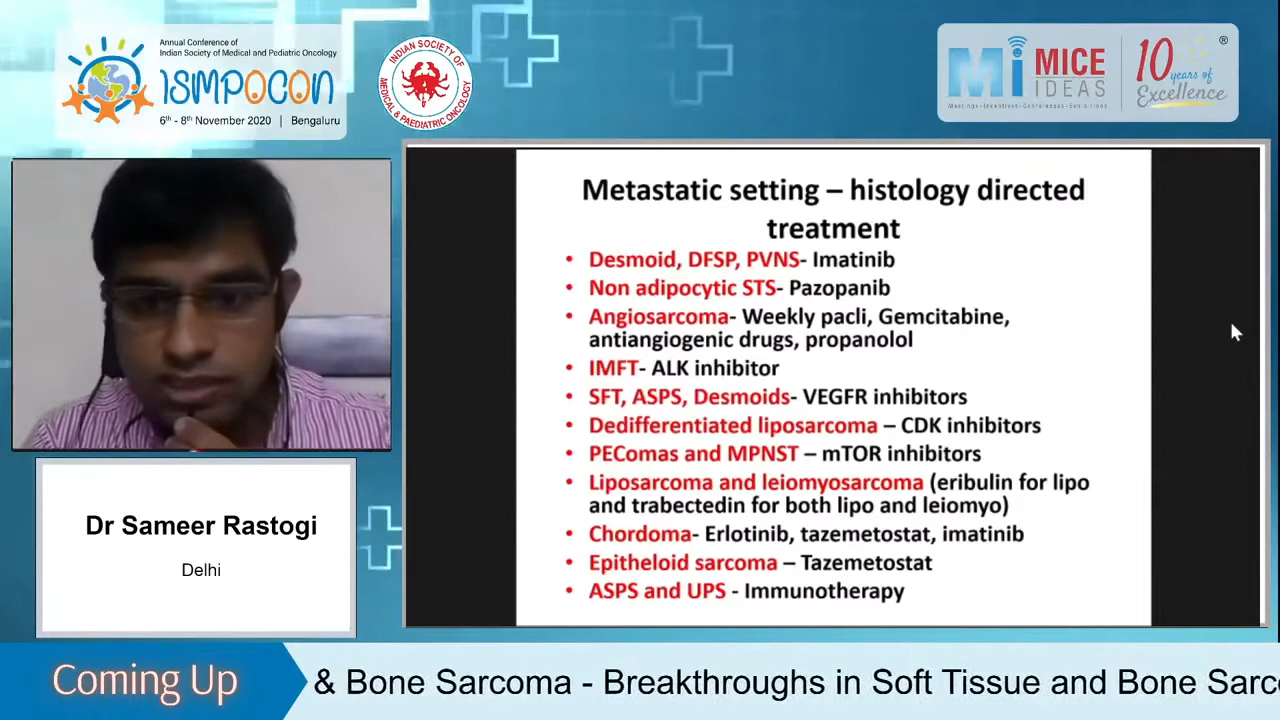 Annual Conference of
Indian Society of Medical and Pediatric Oncology
ISMPOCON
6th - 8th November 2020 | Bengaluru
INDIAN SOCIETY OF
MEDICAL & PAEDIATRIC ONCOLOGY
Mi MICE
IDEAS
Meetings • Incentives • Conferences • Exhibitions
10 years of
Excellence
®
Metastatic setting – histology directed
treatment
• Desmoid, DFSP, PVNS- Imatinib
• Non adipocytic STS- Pazopanib
• Angiosarcoma- Weekly pacli, Gemcitabine,
antiangiogenic drugs, propanolol
• IMFT- ALK inhibitor
• SFT, ASPS, Desmoids- VEGFR inhibitors
• Dedifferentiated liposarcoma – CDK inhibitors
• PEComas and MPNST – mTOR inhibitors
• Liposarcoma and leiomyosarcoma (eribulin for lipo
and trabectedin for both lipo and leiomyo)
• Chordoma- Erlotinib, tazemetostat, imatinib
• Epitheloid sarcoma – Tazemetostat
• ASPS and UPS - Immunotherapy
Dr Sameer Rastogi
Delhi
Coming Up
& Bone Sarcoma - Breakthroughs in Soft Tissue and Bone Sarc